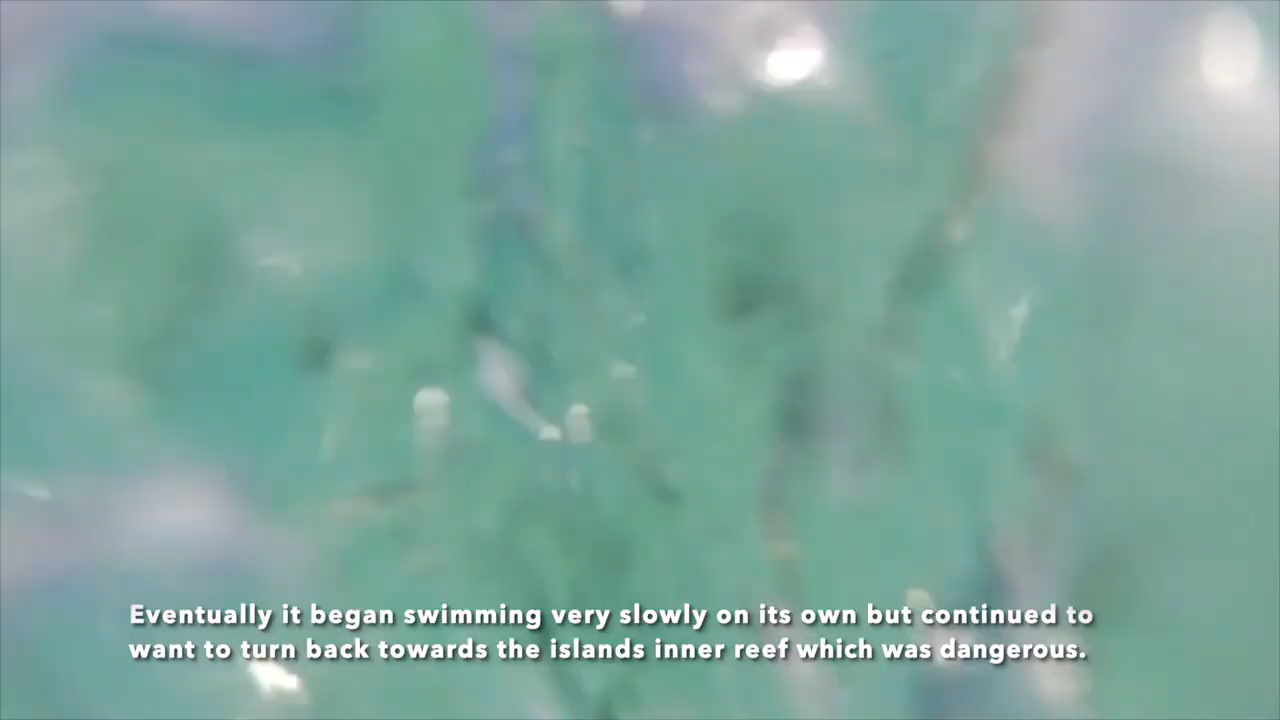 Eventually it began swimming very slowly on its own but continued to
want to turn back towards the islands inner reef which was dangerous.